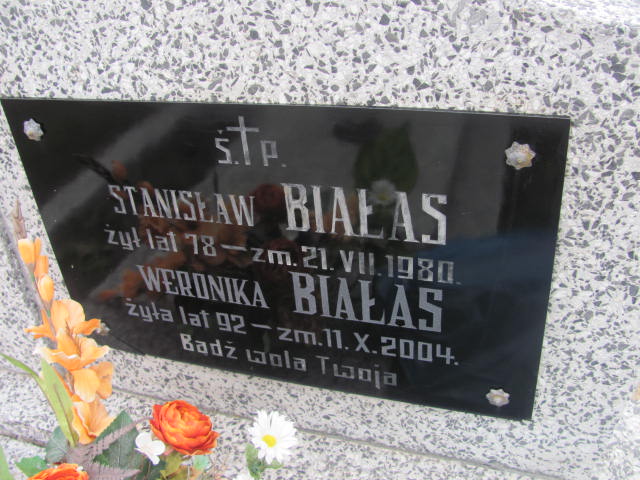 Ś.†P.
STANISŁAW BIAŁAS
żył lat 78 – zm. 21.VII.1980.
WERONIKA BIAŁAS
żyła lat 92 – zm. 11.X.2004.
Bądź wola Twoja